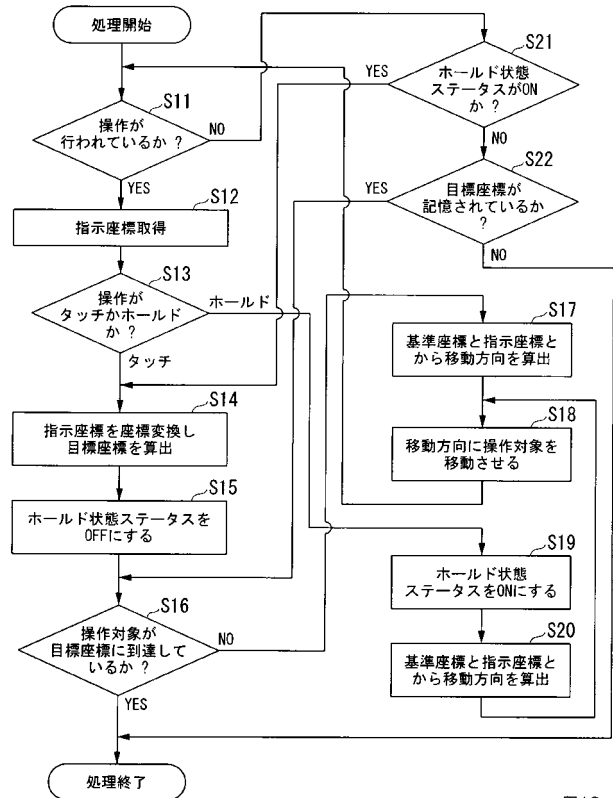 処理開始
S11
操作が
行われているか ?
NO
YES
S12
指示座標取得
S13
操作が
タッチかホールド
か ?
ホールド
タッチ
S14
指示座標を座標変換し
目標座標を算出
S15
ホールド状態ステータスを
OFFにする
S16
操作対象が
目標座標に到達して
いるか ?
NO
YES
処理終了
S21
ホールド状態
ステータスがON
か ?
YES
NO
S22
目標座標が
記憶されているか
?
YES
NO
S17
基準座標と指示座標と
から移動方向を算出
S18
移動方向に操作対象を
移動させる
S19
ホールド状態
ステータスをONにする
S20
基準座標と指示座標と
から移動方向を算出